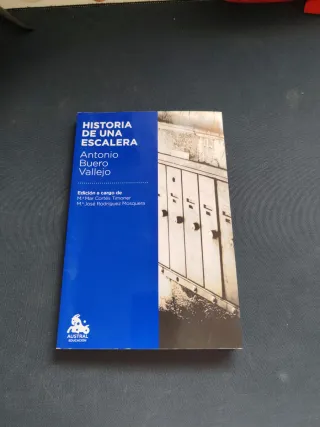 HISTORIA
DE UNA
ESCALERA
Antonio
Buero
Vallejo
Edición a cargo de
Mª Mar Cortés Timoner
Mª José Rodríguez Mosquera
AUSTRAL
EDUCACIÓN